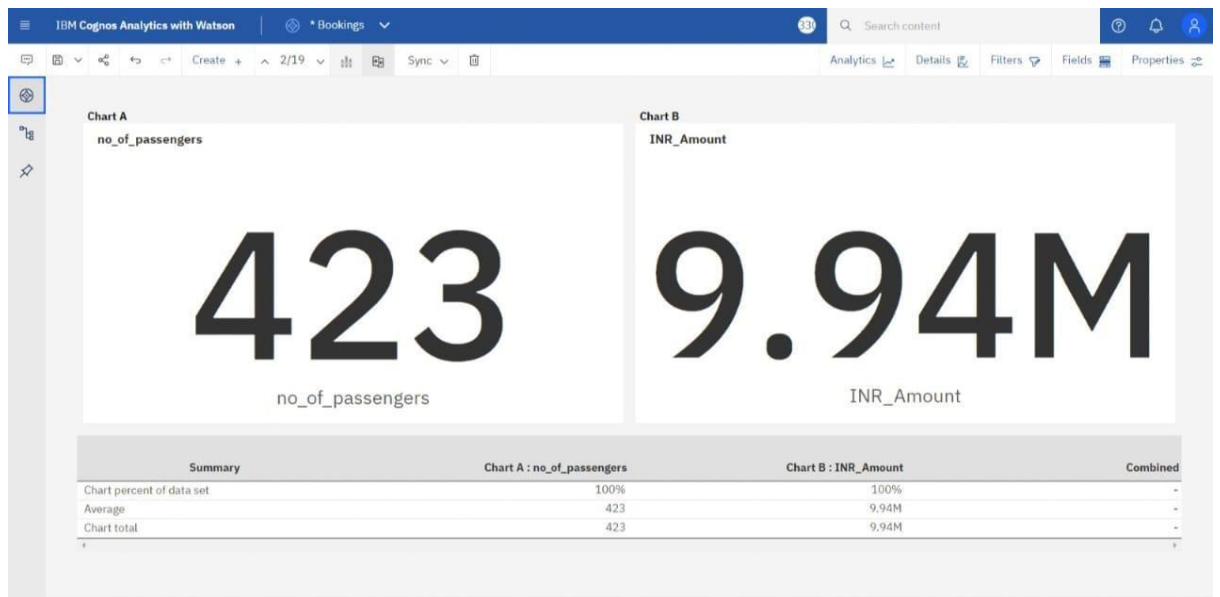 IBM Cognos Analytics with Watson * Bookings Search content
Create + 2/19 Sync Analytics Details Filters Fields Properties
Chart A Chart B
no_of_passengers INR_Amount
423 9.94M
no_of_passengers INR_Amount
Summary Chart A : no_of_passengers Chart B : INR_Amount Combined
Chart percent of data set 100% 100% -
Average 423 9.94M -
Chart total 423 9.94M -